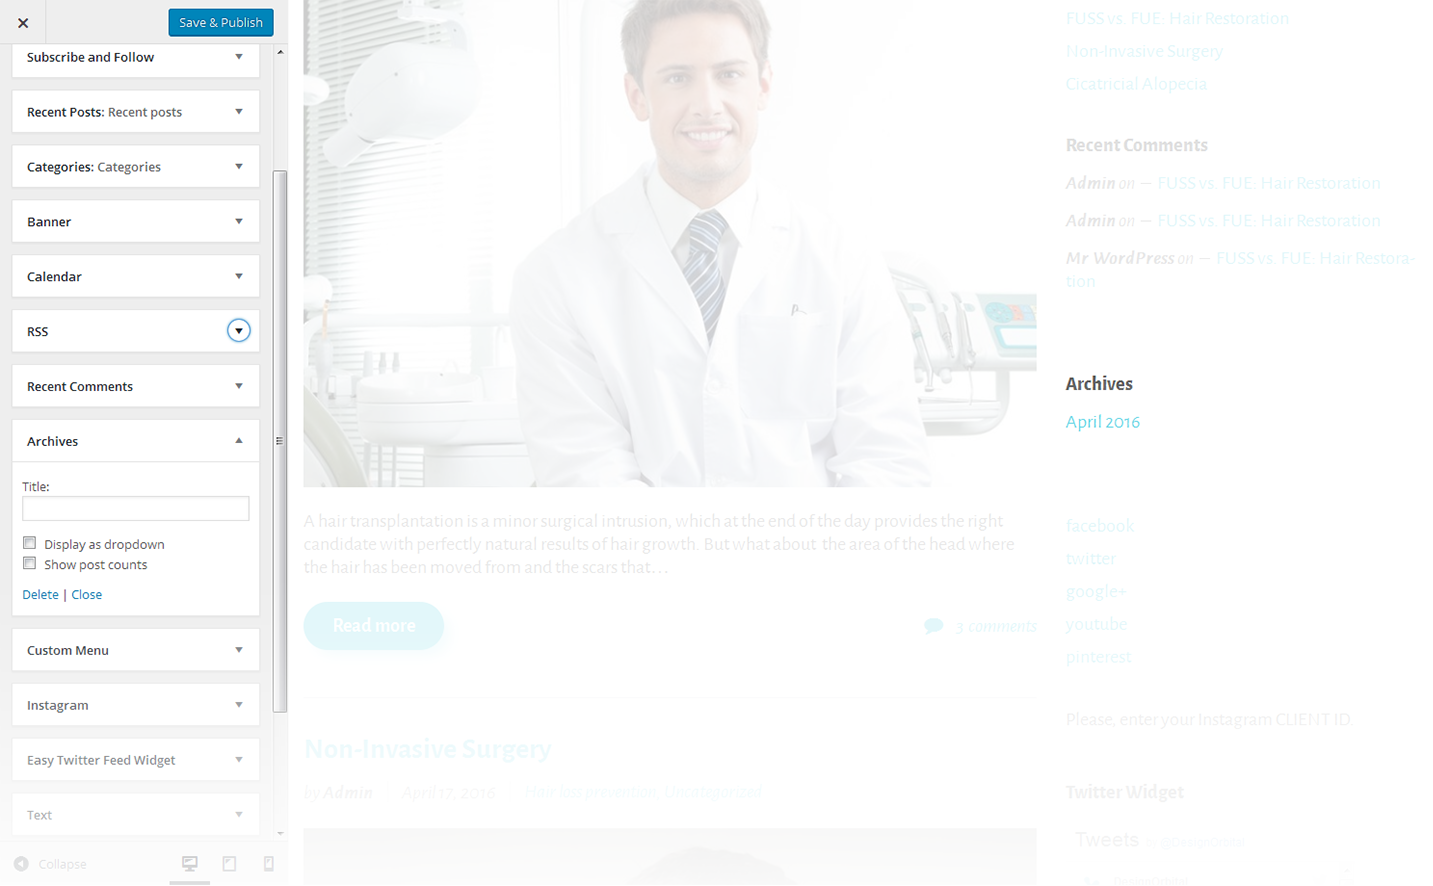 Save & Publish
Subscribe and Follow
Recent Posts: Recent posts
Categories: Categories
Banner
Calendar
RSS
Recent Comments
Archives
Title:
Display as dropdown
Show post counts
Delete | Close
Custom Menu
Instagram
Easy Twitter Feed Widget
Text
Collapse
A hair transplantation is a minor surgical intrusion, which at the end of the day provides the right
candidate with perfectly natural results of hair growth. But what about the area of the head where
the hair has been moved from and the scars that…
Read more
3 comments
Non-Invasive Surgery
by Admin
April 17, 2016
Hair loss prevention, Uncategorized
FUSS vs. FUE: Hair Restoration
Non-Invasive Surgery
Cicatricial Alopecia
Recent Comments
Admin on — FUSS vs. FUE: Hair Restoration
Admin on — FUSS vs. FUE: Hair Restoration
Mr WordPress on — FUSS vs. FUE: Hair Restora-
tion
Archives
April 2016
facebook
twitter
google+
youtube
pinterest
Please, enter your Instagram CLIENT ID.
Twitter Widget
Tweets